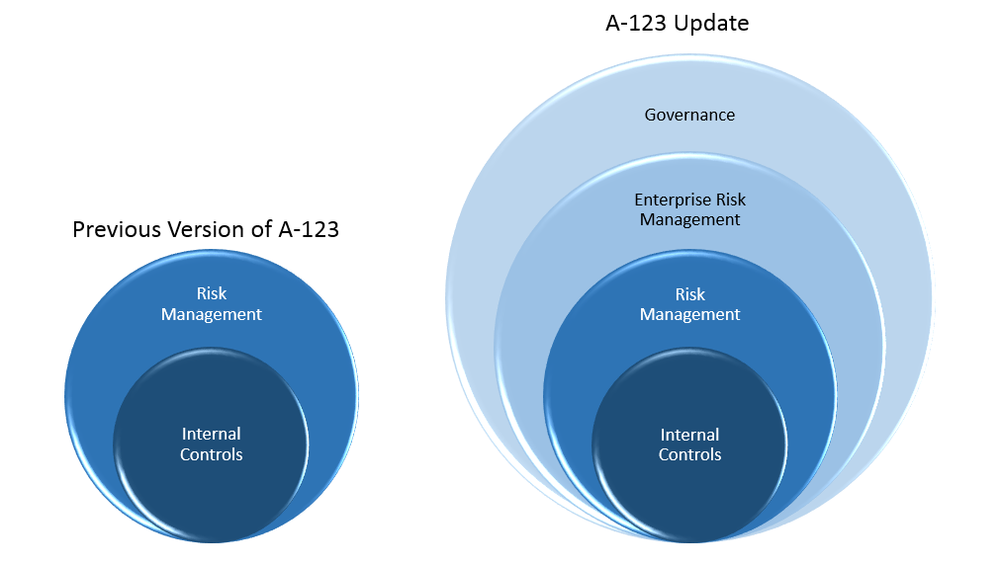 A-123 Update
Governance
Enterprise Risk
Management
Previous Version of A-123
Risk
Management
Internal
Controls
Risk
Management
Internal
Controls